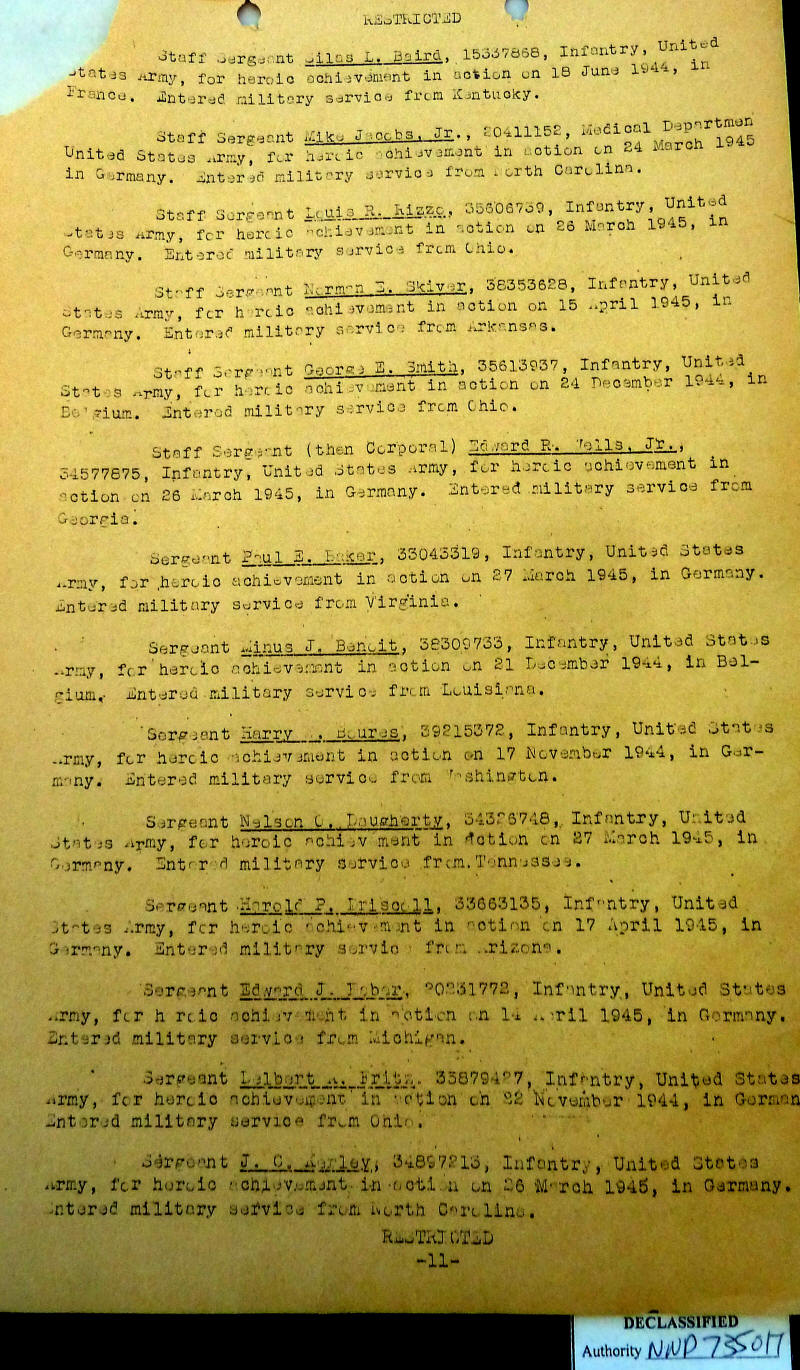 RESTRICTED
Staff Sergeant Silas L. Baird, 15337868, Infantry, United
States Army, for heroic achievement in action on 18 June 1944, in
France. Entered military service from Kentucky.
Staff Sergeant Mike Jacobs, Jr., 20411152, Medical Departmen
United States Army, for heroic achievement in action on 24 March 1945
in Germany. Entered military service from North Carolina.
Staff Sergeant Louis R. Rizzo, 35606739, Infantry, United
States Army, for heroic achievement in action on 26 March 1945, in
Germany. Entered military service from Ohio.
Staff Sergeant Norman E. Skiver, 38353628, Infantry, United
States Army, for heroic achievement in action on 15 April 1945, in
Germany. Entered military service from Arkansas.
Staff Sergeant George E. Smith, 35613937, Infantry, United
States Army, for heroic achievement in action on 24 December 1944, in
Belgium. Entered military service from Ohio.
Staff Sergeant (then Corporal) Edward R. Wells, Jr.,
34577875, Infantry, United States Army, for heroic achievement in
action on 26 March 1945, in Germany. Entered military service from
Georgia.
Sergeant Paul E. Baker, 33043319, Infantry, United States
Army, for heroic achievement in action on 27 March 1945, in Germany.
Entered military service from Virginia.
Sergeant Minus J. Benoit, 38309733, Infantry, United States
Army, for heroic achievement in action on 21 December 1944, in Bel-
gium. Entered military service from Louisiana.
Sergeant Harry Boures, 39215372, Infantry, United States
Army, for heroic achievement in action on 17 November 1944, in Ger-
many. Entered military service from Washington.
Sergeant Nelson C. Daugherty, 34326748, Infantry, United
States Army, for heroic achievement in action on 27 March 1945, in
Germany. Entered military service from Tennessee.
Sergeant Harold P. Driscoll, 33663135, Infantry, United
States Army, for heroic achievement in action on 17 April 1945, in
Germany. Entered military service from Arizona.
Sergeant Edward J. Infantry, United States
Army, for heroic achievement in action on 14 April 1945, in Germany.
Entered military service from Michigan.
Sergeant Delbert Infantry, United States
Army, for heroic achievement in action on 22 November 1944, in German
Entered military service from Ohio.
Sergeant J. C. 34897213, Infantry, United States
Army, for heroic achievement in action on 26 March 1945, in Germany.
Entered military service from North Carolina.
RESTRICTED
-11-
DECLASSIFIED
Authority NND 735017